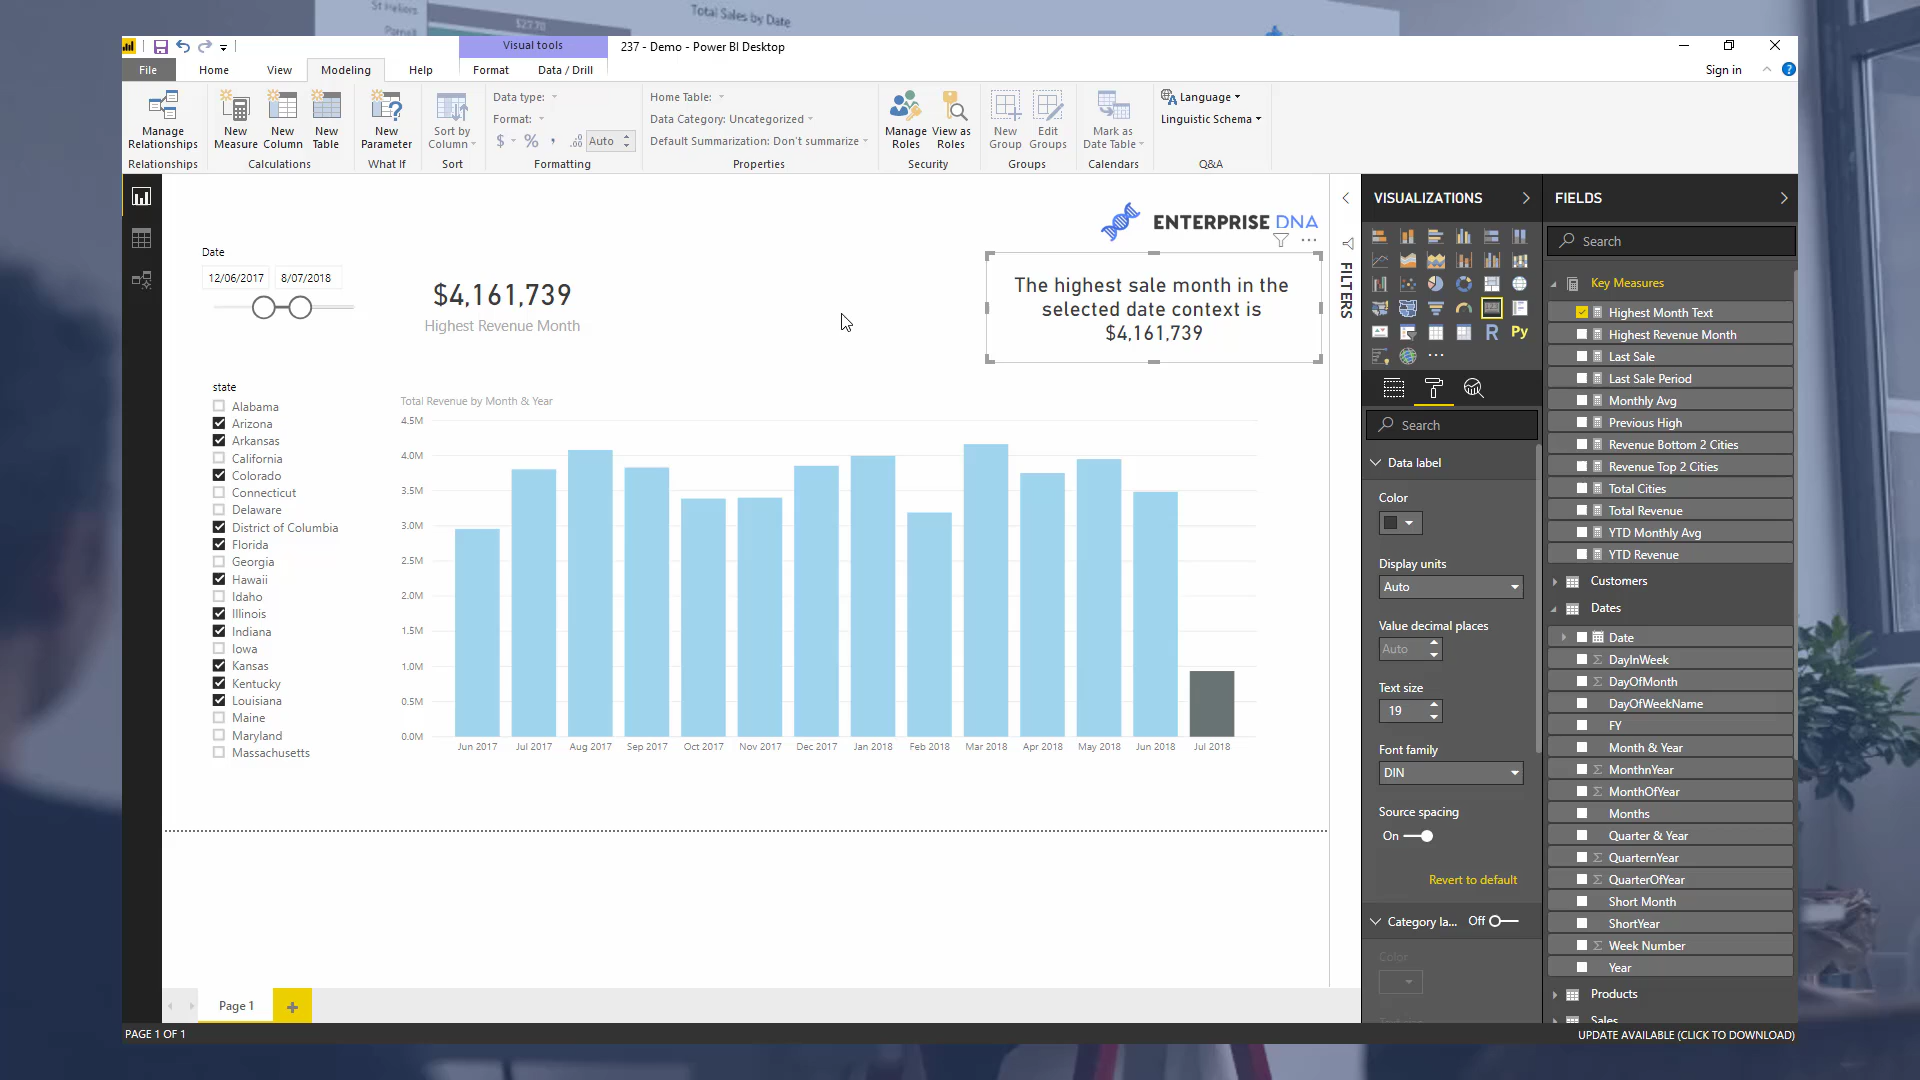 St Heliers
$27.70
Total Sales by Date
Visual tools
237 - Demo - Power BI Desktop
File
Home
View
Modeling
Help
Format
Data / Drill
Sign in
?
Manage Relationships
New Measure
New Column
New Table
New Parameter
Sort by Column
Data type:
Format:
$ % , Auto
Home Table:
Data Category: Uncategorized
Default Summarization: Don't summarize
Manage Roles
View as Roles
New Group
Edit Groups
Mark as Date Table
Language
Linguistic Schema
Relationships
Calculations
What If
Sort
Formatting
Properties
Security
Groups
Calendars
Q&A
ENTERPRISE DNA
Date
12/06/2017
8/07/2018
$4,161,739
Highest Revenue Month
The highest sale month in the
selected date context is
$4,161,739
state
Alabama
Arizona
Arkansas
California
Colorado
Connecticut
Delaware
District of Columbia
Florida
Georgia
Hawaii
Idaho
Illinois
Indiana
Iowa
Kansas
Kentucky
Louisiana
Maine
Maryland
Massachusetts
Total Revenue by Month & Year
4.5M
4.0M
3.5M
3.0M
2.5M
2.0M
1.5M
1.0M
0.5M
0.0M
Jun 2017
Jul 2017
Aug 2017
Sep 2017
Oct 2017
Nov 2017
Dec 2017
Jan 2018
Feb 2018
Mar 2018
Apr 2018
May 2018
Jun 2018
Jul 2018
FILTERS
VISUALIZATIONS
R
Py
Search
Data label
Color
Display units
Auto
Value decimal places
Auto
Text size
19
Font family
DIN
Source spacing
On
Revert to default
Category la... Off
Color
FIELDS
Search
Key Measures
Highest Month Text
Highest Revenue Month
Last Sale
Last Sale Period
Monthly Avg
Previous High
Revenue Bottom 2 Cities
Revenue Top 2 Cities
Total Cities
Total Revenue
YTD Monthly Avg
YTD Revenue
Customers
Dates
Date
DayInWeek
DayOfMonth
DayOfWeekName
FY
Month & Year
MonthnYear
MonthOfYear
Months
Quarter & Year
QuarternYear
QuarterOfYear
Short Month
ShortYear
Week Number
Year
Products
Sales
Page 1
PAGE 1 OF 1
UPDATE AVAILABLE (CLICK TO DOWNLOAD)